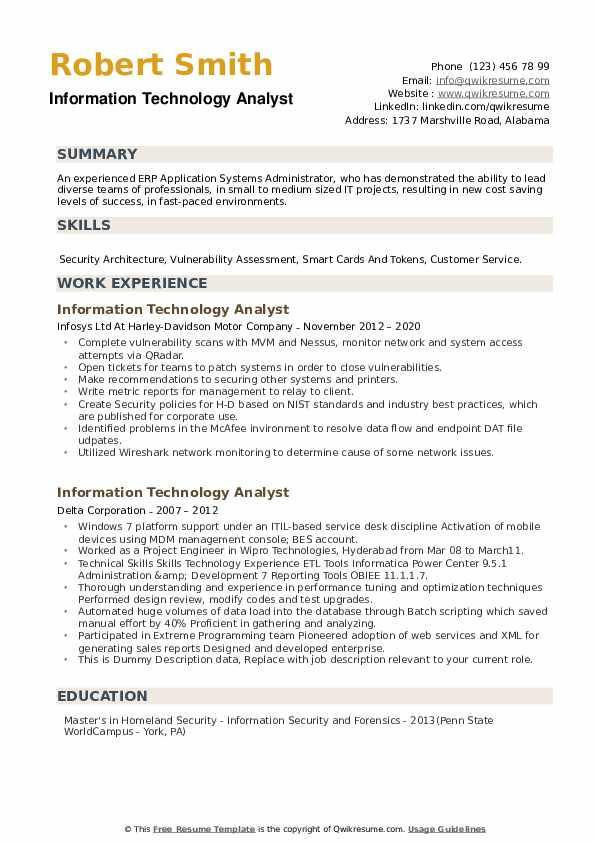 Robert Smith
Information Technology Analyst
Phone (123) 456 78 99
Email: info@qwikresume.com
Website : www.qwikresume.com
LinkedIn: linkedin.com/qwikresume
Address: 1737 Marshville Road, Alabama
SUMMARY
An experienced ERP Application Systems Administrator, who has demonstrated the ability to lead
diverse teams of professionals, in small to medium sized IT projects, resulting in new cost saving
levels of success, in fast-paced environments.
SKILLS
Security Architecture, Vulnerability Assessment, Smart Cards And Tokens, Customer Service.
WORK EXPERIENCE
Information Technology Analyst
Infosys Ltd At Harley-Davidson Motor Company - November 2012 – 2020
• Complete vulnerability scans with MVM and Nessus, monitor network and system access
attempts via QRadar.
• Open tickets for teams to patch systems in order to close vulnerabilities.
• Make recommendations to securing other systems and printers.
• Write metric reports for management to relay to client.
• Create Security policies for H-D based on NIST standards and industry best practices, which
are published for corporate use.
• Identified problems in the McAfee invironment to resolve data flow and endpoint DAT file
udpates.
• Utilized Wireshark network monitoring to determine cause of some network issues.
Information Technology Analyst
Delta Corporation - 2007 – 2012
• Windows 7 platform support under an ITIL-based service desk discipline Activation of mobile
devices using MDM management console; BES account.
• Worked as a Project Engineer in Wipro Technologies, Hyderabad from Mar 08 to March11.
• Technical Skills Skills Technology Experience ETL Tools Informatica Power Center 9.5.1
Administration &amp; Development 7 Reporting Tools OBIEE 11.1.1.7.
• Thorough understanding and experience in performance tuning and optimization techniques
Performed design review, modify codes and test upgrades.
• Automated huge volumes of data load into the database through Batch scripting which saved
manual effort by 40% Proficient in gathering and analyzing.
• Participated in Extreme Programming team Pioneered adoption of web services and XML for
generating sales reports Designed and developed enterprise.
• This is Dummy Description data, Replace with job description relevant to your current role.
EDUCATION
Master's in Homeland Security - Information Security and Forensics - 2013(Penn State
WorldCampus - York, PA)
© This Free Resume Template is the copyright of Qwikresume.com. Usage Guidelines